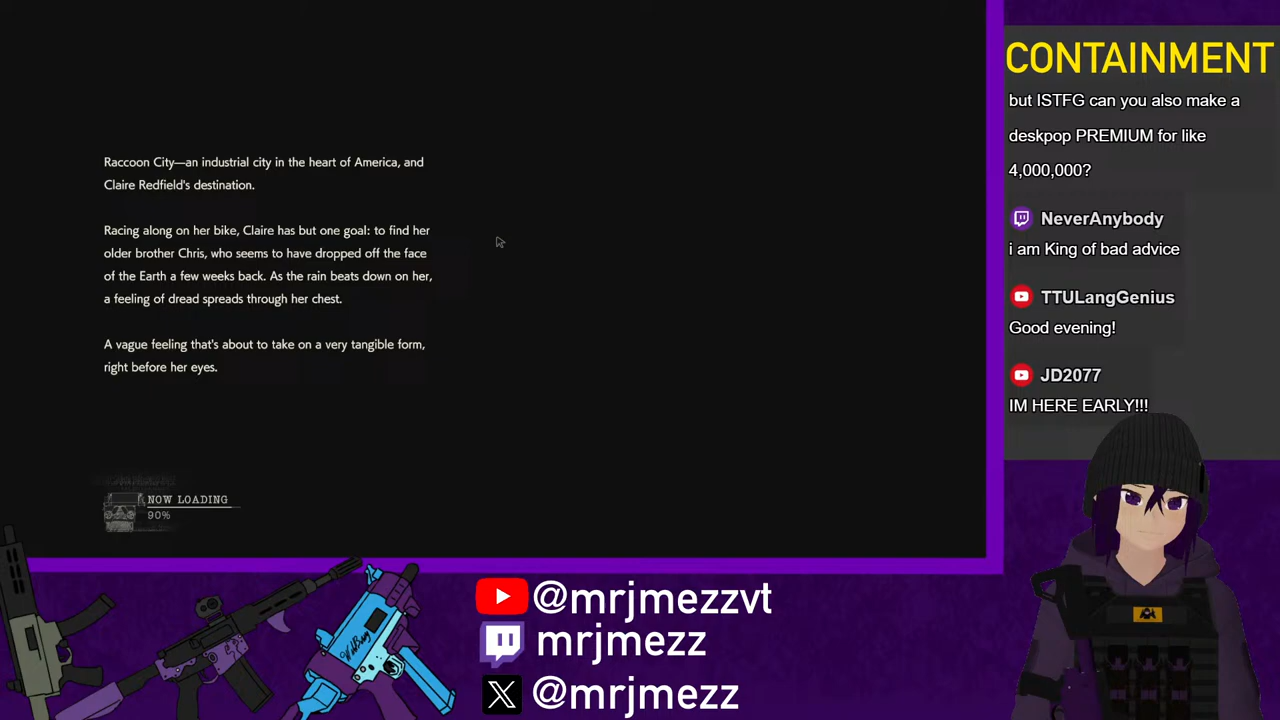 Raccoon City—an industrial city in the heart of America, and
Claire Redfield's destination.
Racing along on her bike, Claire has but one goal: to find her
older brother Chris, who seems to have dropped off the face
of the Earth a few weeks back. As the rain beats down on her,
a feeling of dread spreads through her chest.
A vague feeling that's about to take on a very tangible form,
right before her eyes.
NOW LOADING
90%
CONTAINMENT
but ISTFG can you also make a
deskpop PREMIUM for like
4,000,000?
NeverAnybody
i am King of bad advice
TTULangGenius
Good evening!
JD2077
IM HERE EARLY!!!
@mrjmezzvt
mrjmezz
@mrjmezz